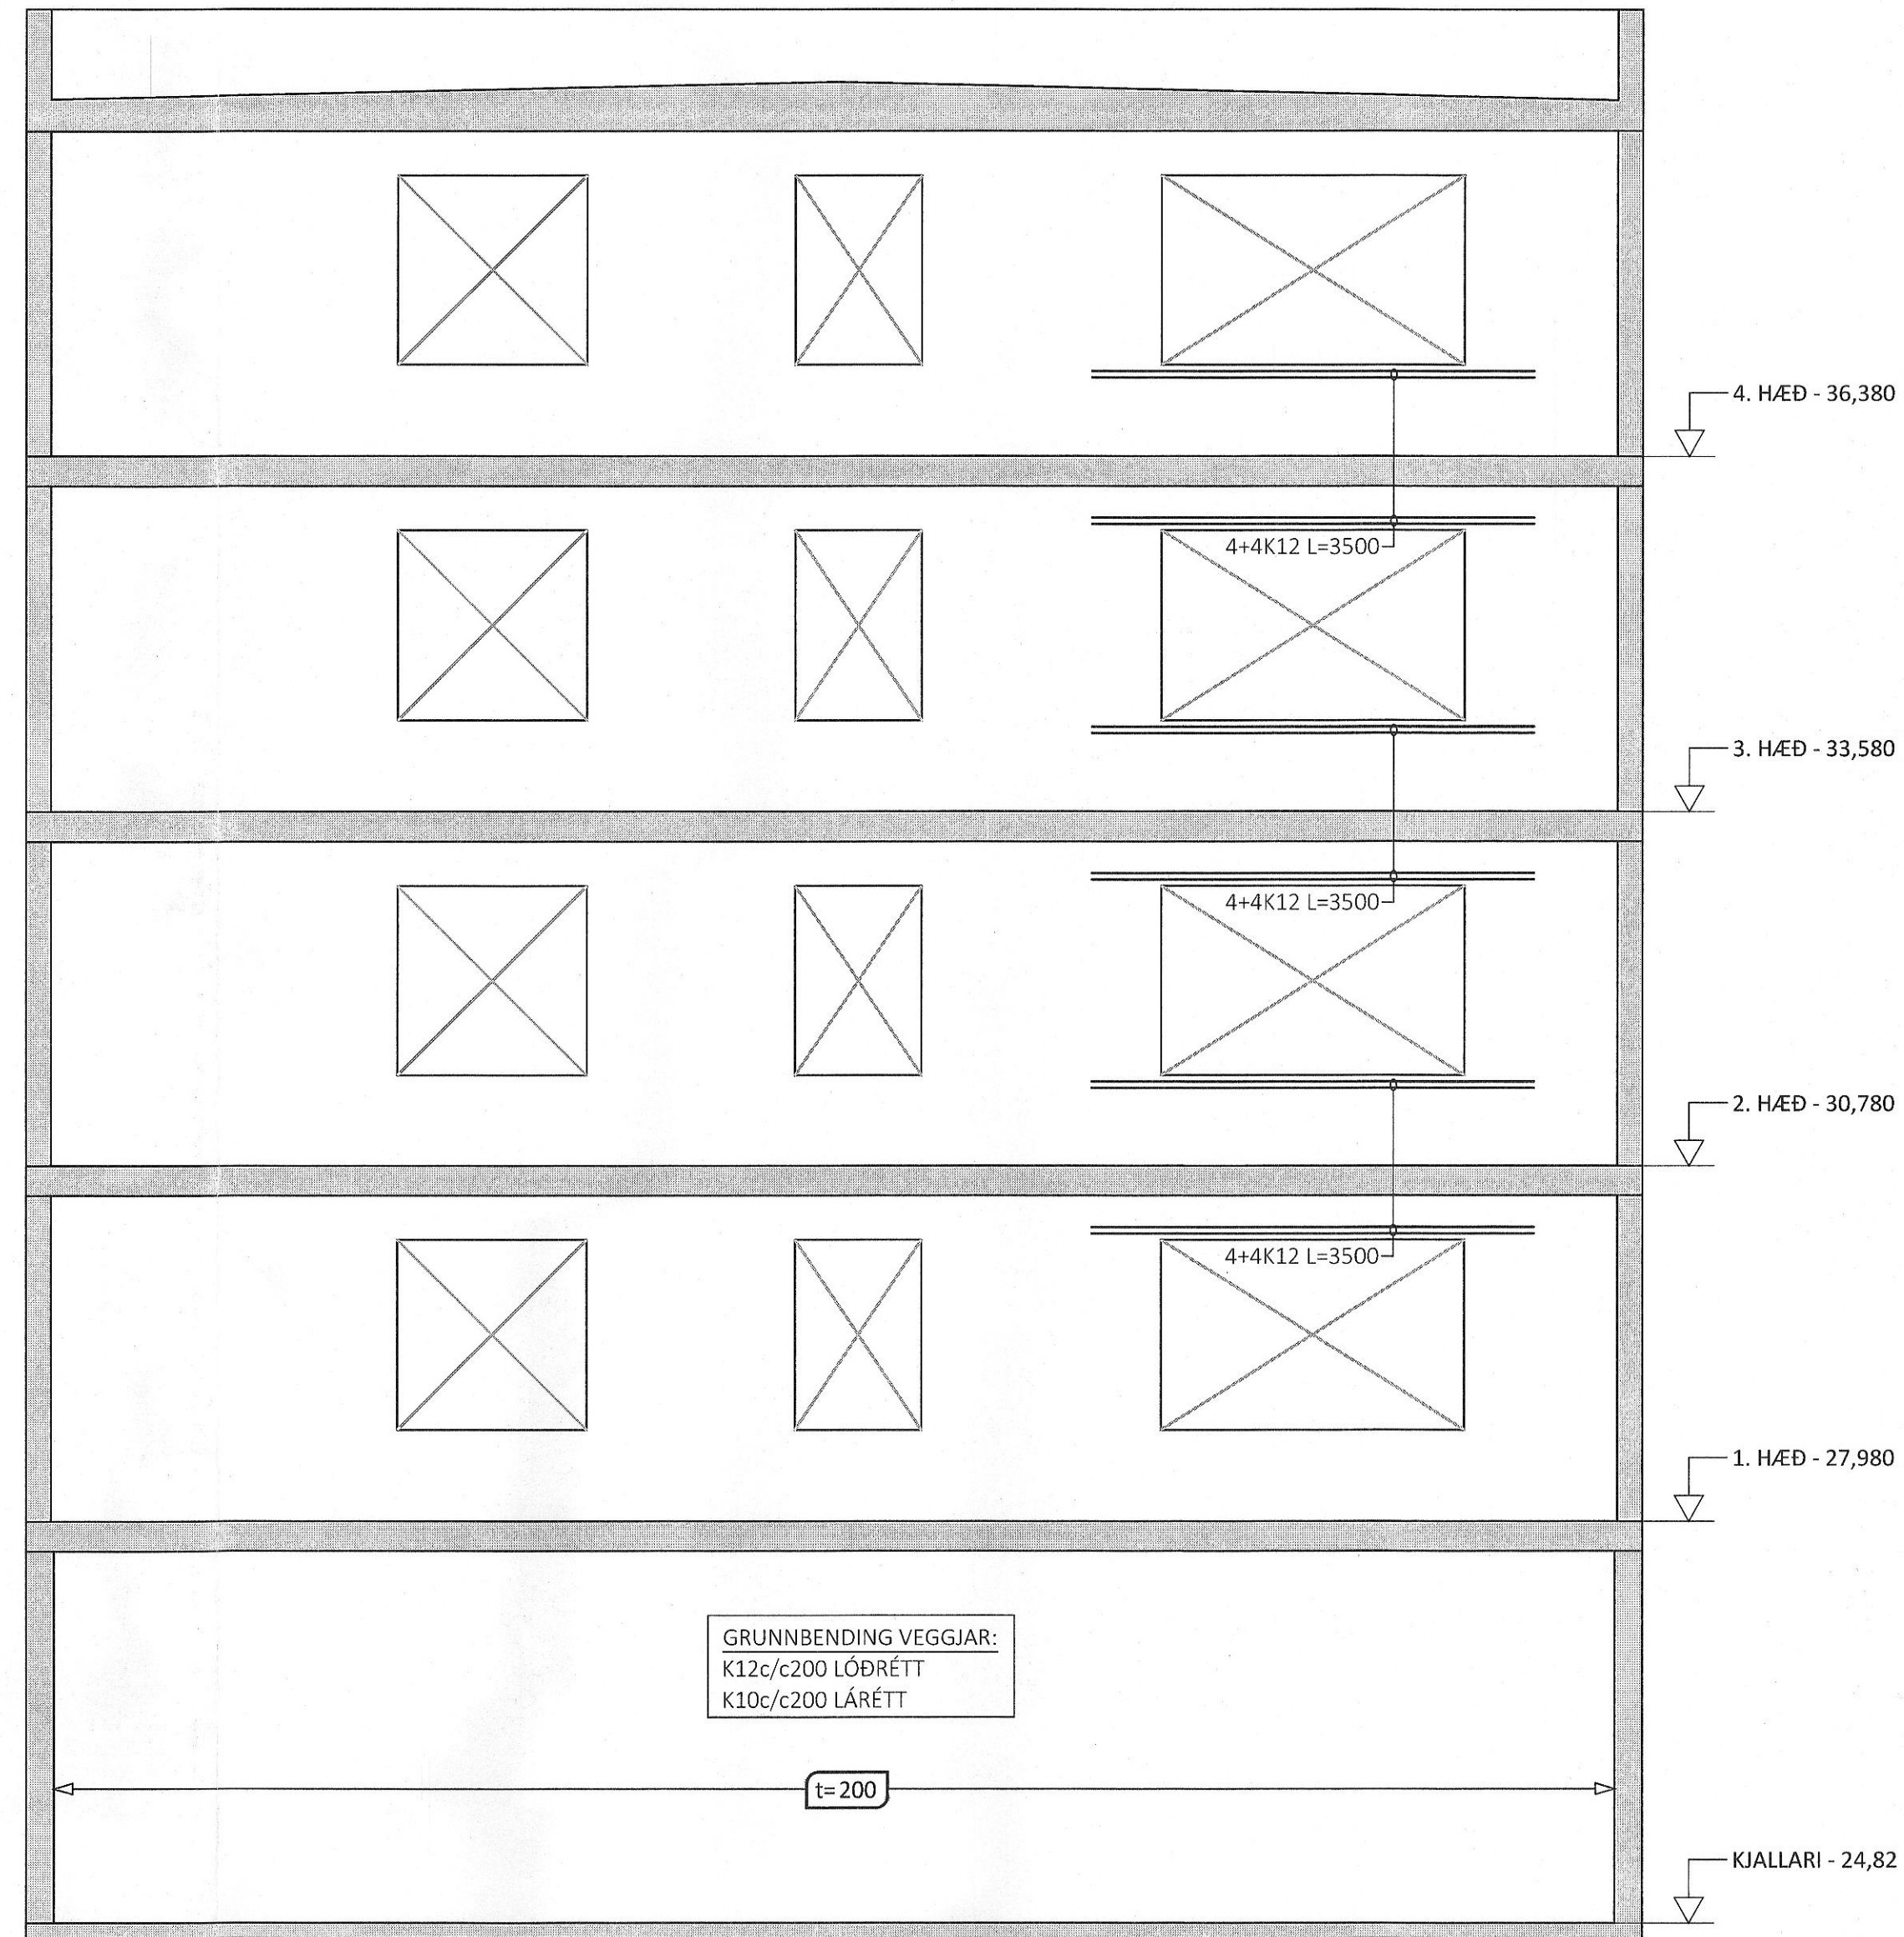 4. HÆÐ - 36,380
4+4K12 L=3500
3. HÆÐ - 33,580
4+4K12 L=3500
2. HÆÐ - 30,780
4+4K12 L=3500
1. HÆÐ - 27,980
GRUNNBENDING VEGGJAR:
K12c/c200 LÓÐRÉTT
K10c/c200 LÁRÉTT
t=200
KJALLARI - 24,82